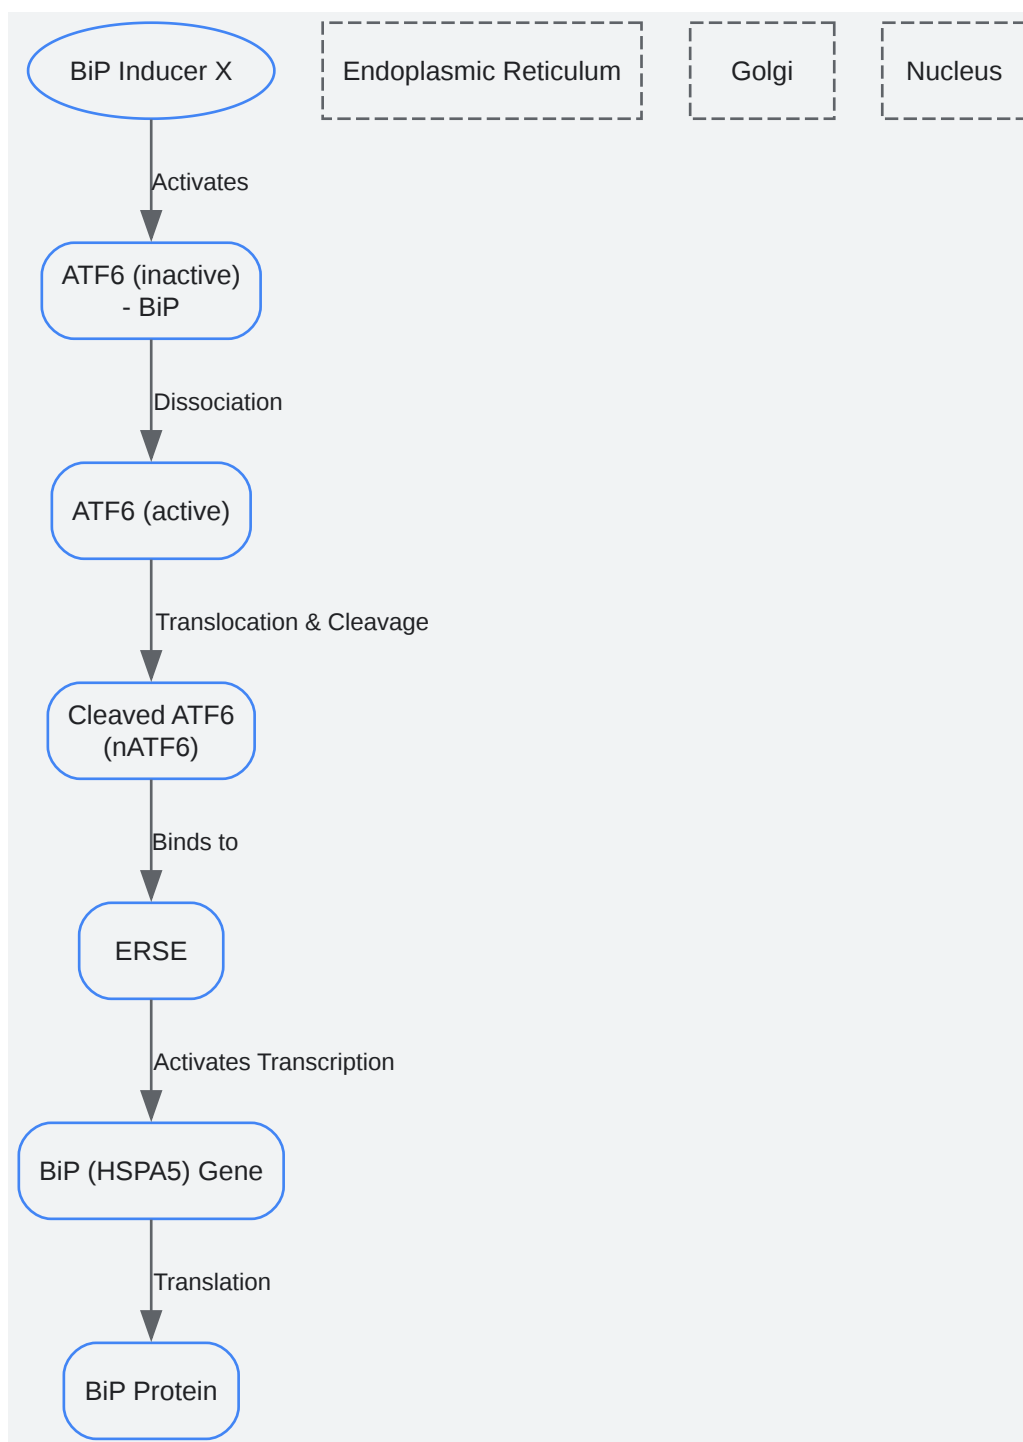 BiP Inducer X
Endoplasmic Reticulum
Golgi
Nucleus
Activates
ATF6 (inactive)
- BiP
Dissociation
ATF6 (active)
Translocation & Cleavage
Cleaved ATF6
(nATF6)
Binds to
ERSE
Activates Transcription
BiP (HSPA5) Gene
Translation
BiP Protein